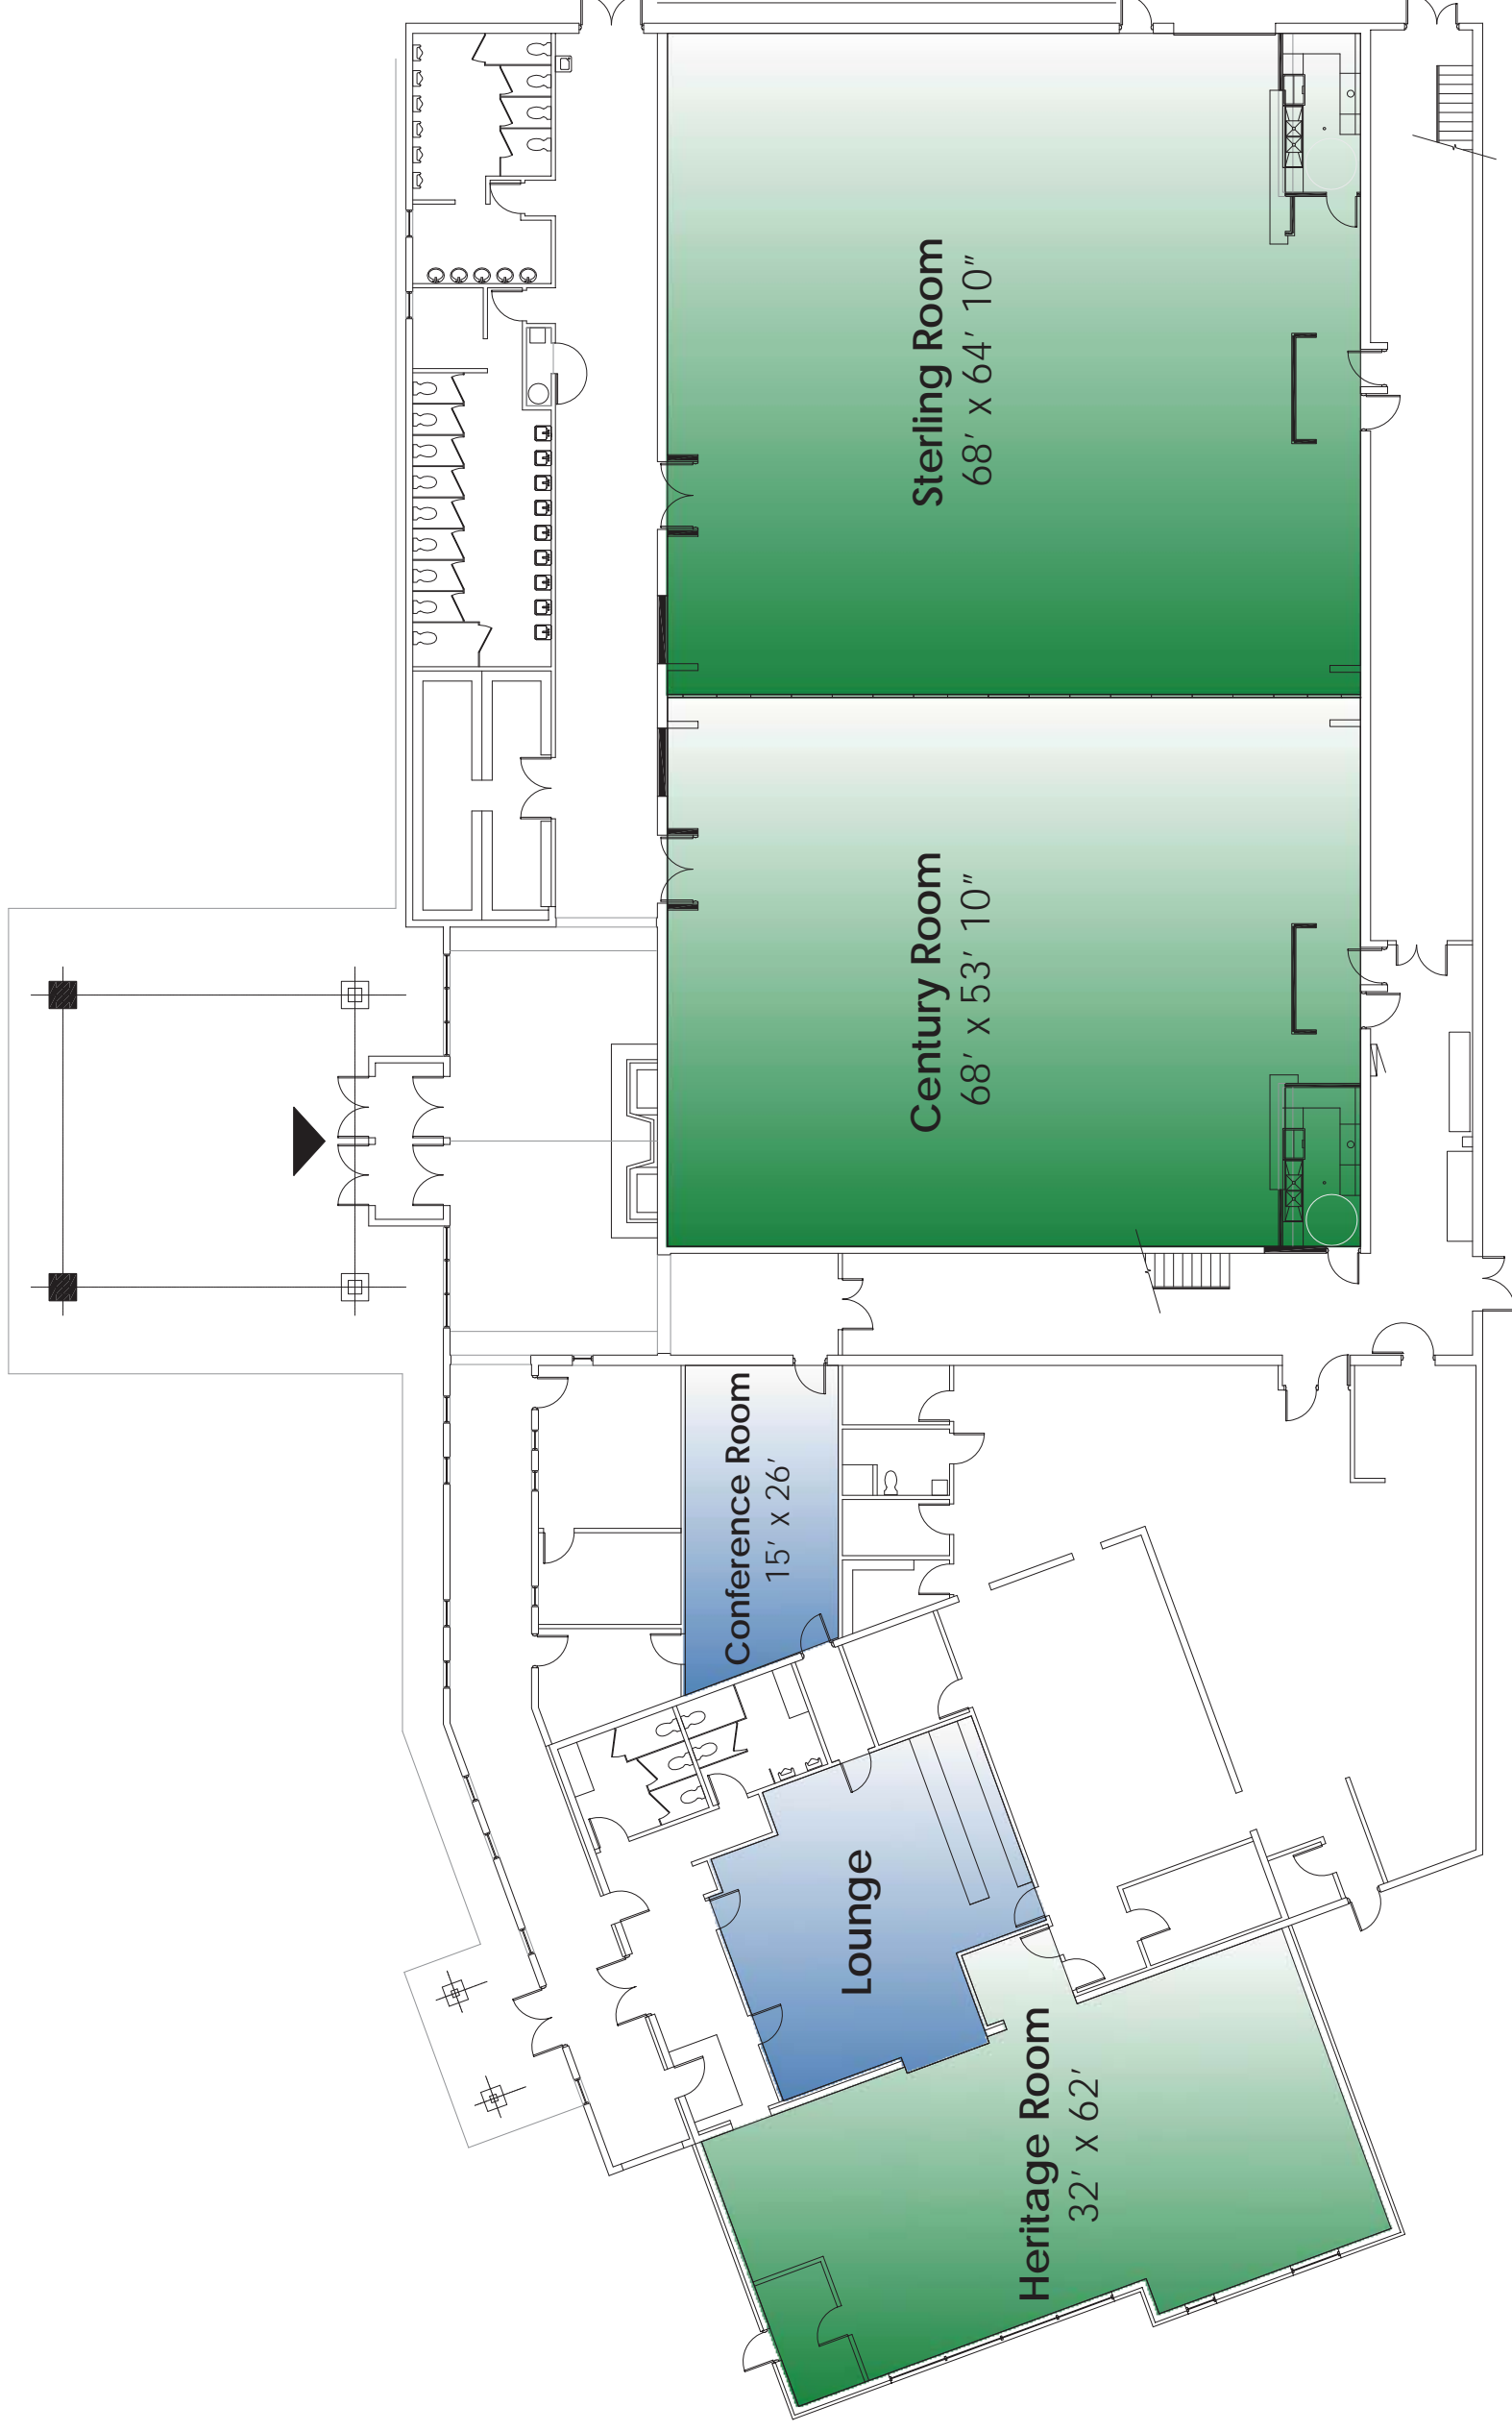 Heritage Room
32′ x 62′
Lounge
Conference Room
15′ x 26′
Century Room
68′ x 53′ 10″
Sterling Room
68′ x 64′ 10″